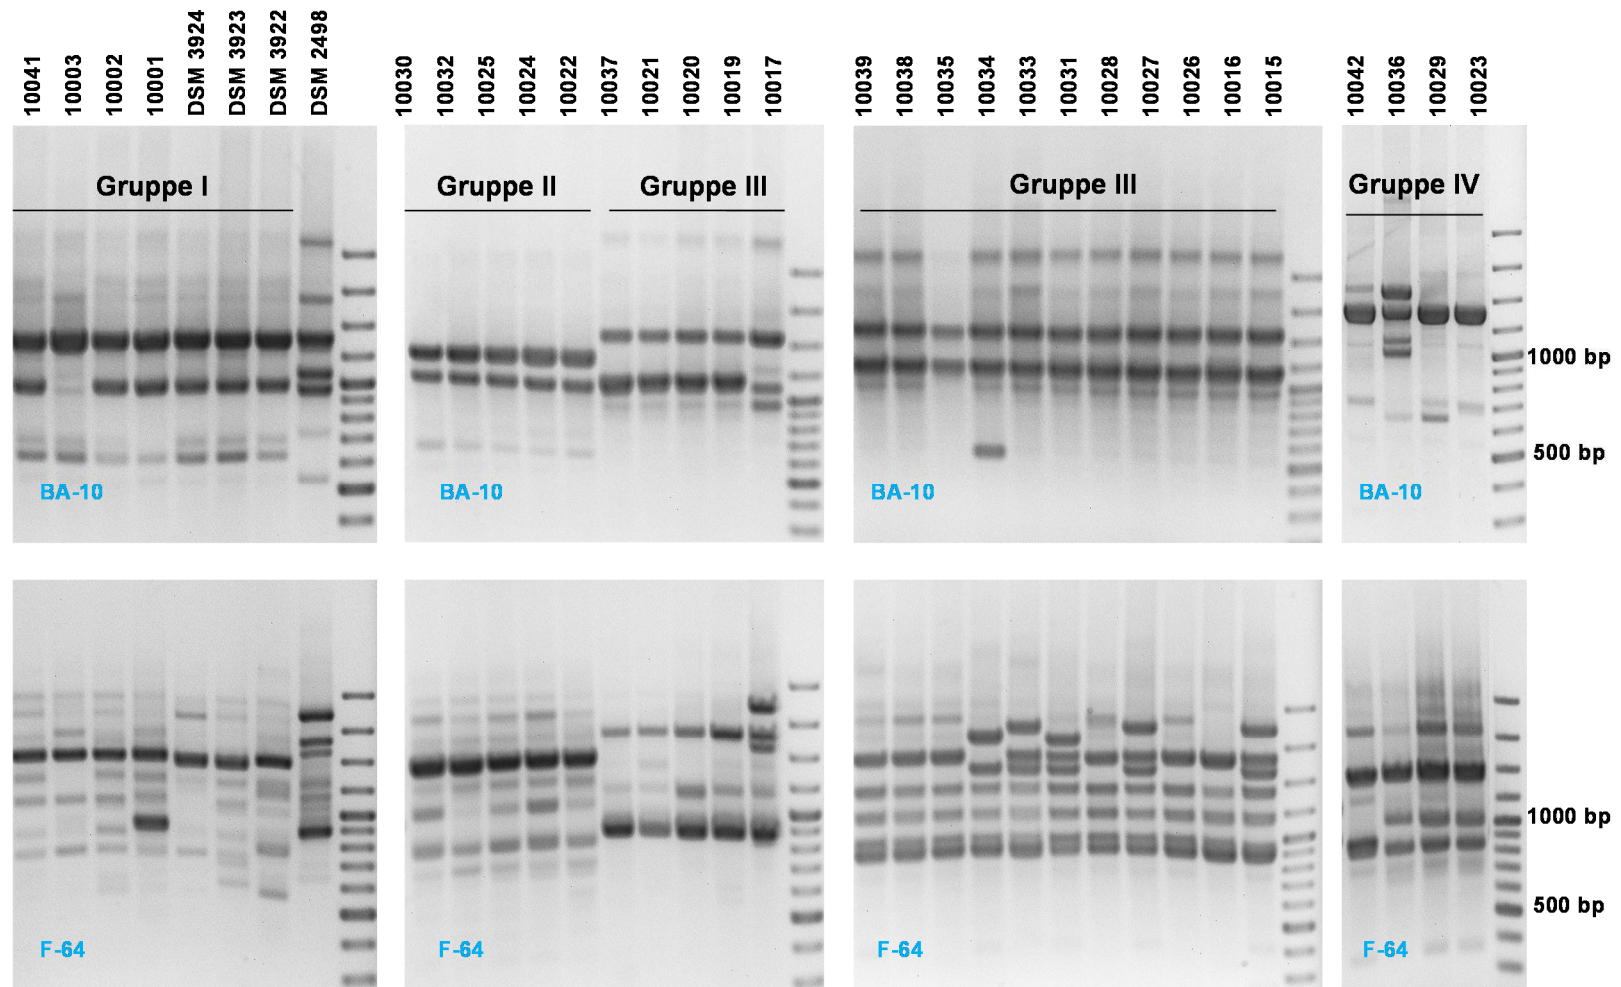 10041
10003
10002
10001
DSM 3924
DSM 3923
DSM 3922
DSM 2498
10030
10032
10025
10024
10022
10037
10021
10020
10019
10017
10039
10038
10035
10034
10033
10031
10028
10027
10026
10016
10015
10042
10036
10029
10023
Gruppe I
Gruppe II
Gruppe III
Gruppe III
Gruppe IV
1000 bp
500 bp
BA-10
BA-10
BA-10
BA-10
1000 bp
500 bp
F-64
F-64
F-64
F-64